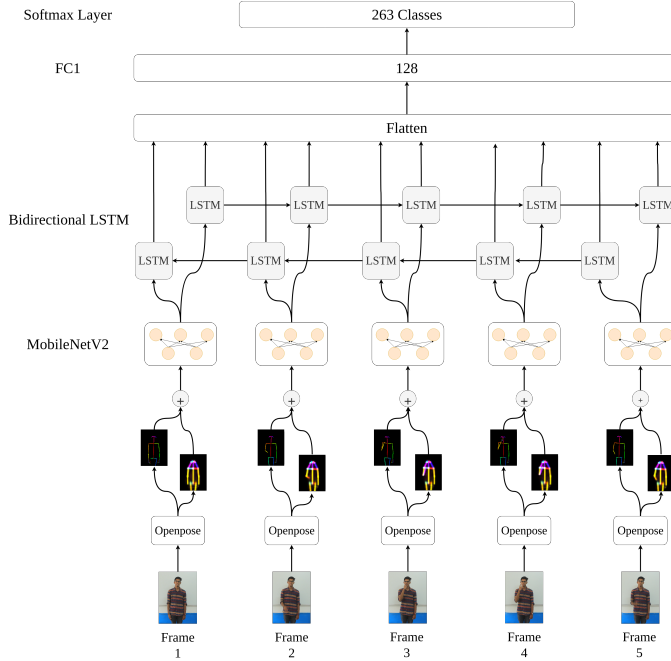 Softmax Layer
263 Classes
FC1
128
Flatten
LSTM LSTM LSTM LSTM LSTM
Bidirectional LSTM
LSTM LSTM LSTM LSTM LSTM
MobileNetV2
+ + + + +
Openpose Openpose Openpose Openpose Openpose
Frame Frame Frame Frame Frame
1 2 3 4 5